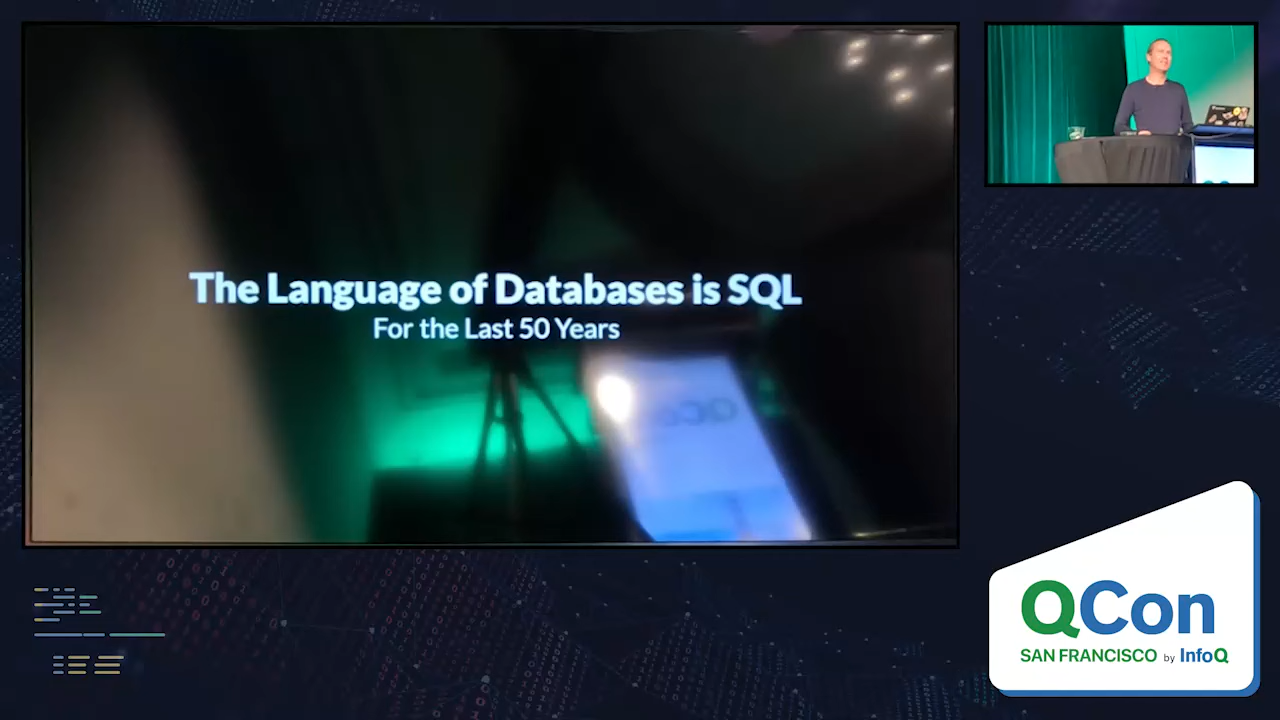 The Language of Databases is SQL
For the Last 50 Years
QCon
SAN FRANCISCO by InfoQ